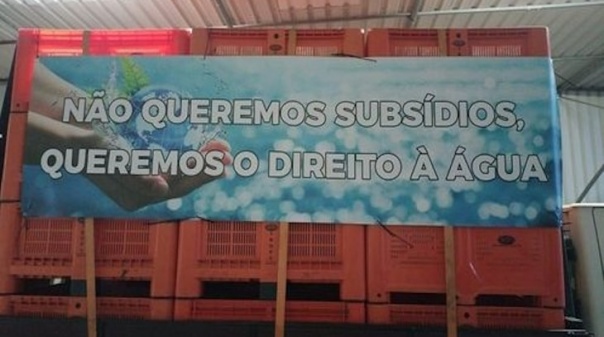 NÃO QUEREMOS SUBSÍDIOS,
QUEREMOS O DIREITO À ÁGUA